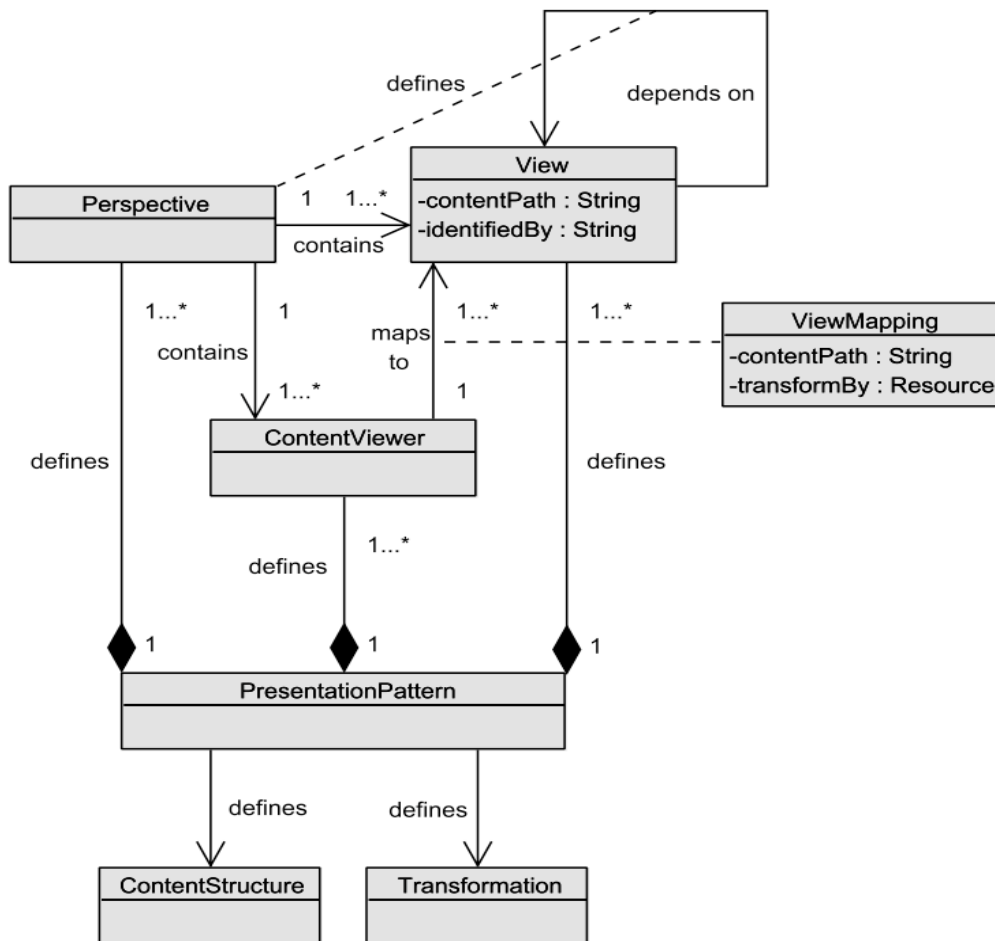 defines
depends on
View
-contentPath : String
-identifiedBy : String
Perspective
1
1...*
contains
1...*
1
contains
1...*
maps
to
1...*
1
1...*
ViewMapping
-contentPath : String
-transformBy : Resource
ContentViewer
defines
defines
1...*
defines
1
1
1
PresentationPattern
defines
defines
ContentStructure
Transformation